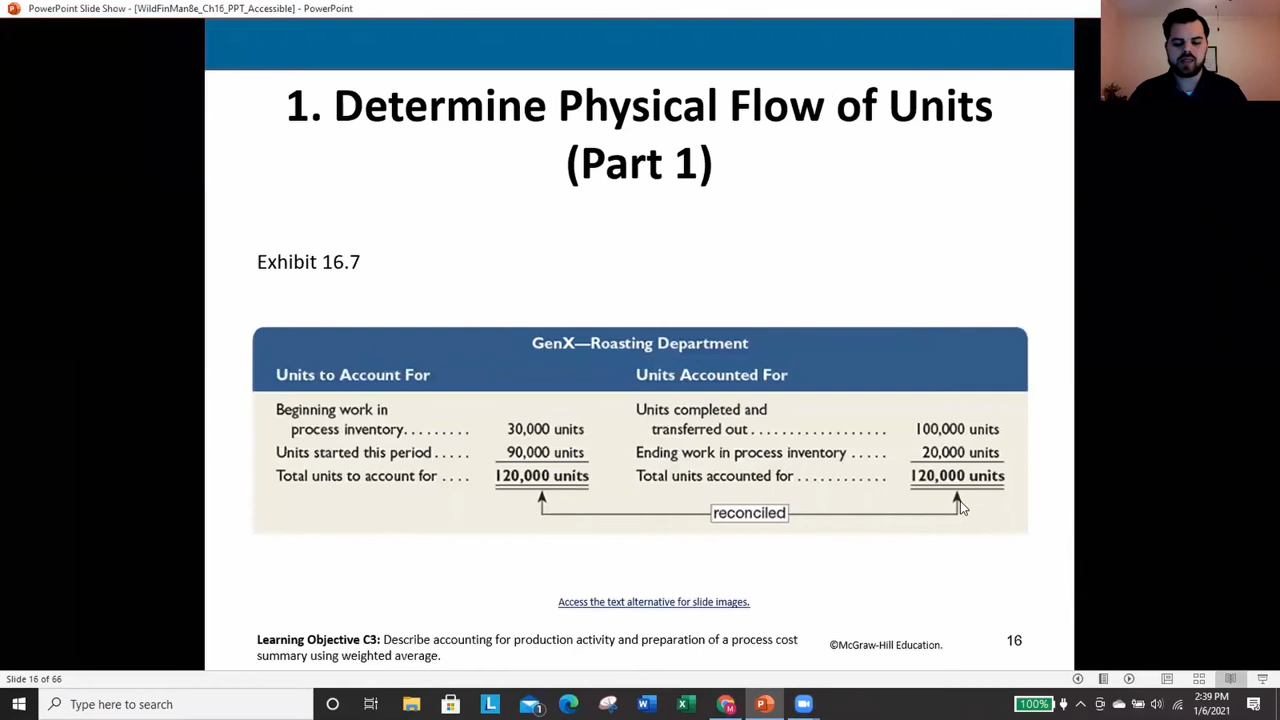 PowerPoint Slide Show - [WildFinMan8e_Ch16_PPT_Accessible] - PowerPoint
1. Determine Physical Flow of Units
(Part 1)
Exhibit 16.7
GenX—Roasting Department
Units to Account For
Units Accounted For
Beginning work in
process inventory......... 30,000 units
Units started this period ..... 90,000 units
Total units to account for .... 120,000 units
Units completed and
transferred out.................. 100,000 units
Ending work in process inventory ..... 20,000 units
Total units accounted for ............ 120,000 units
reconciled
Access the text alternative for slide images.
Learning Objective C3: Describe accounting for production activity and preparation of a process cost
summary using weighted average.
©McGraw-Hill Education.
16
Slide 16 of 66
Type here to search
100%
2:39 PM
1/6/2021